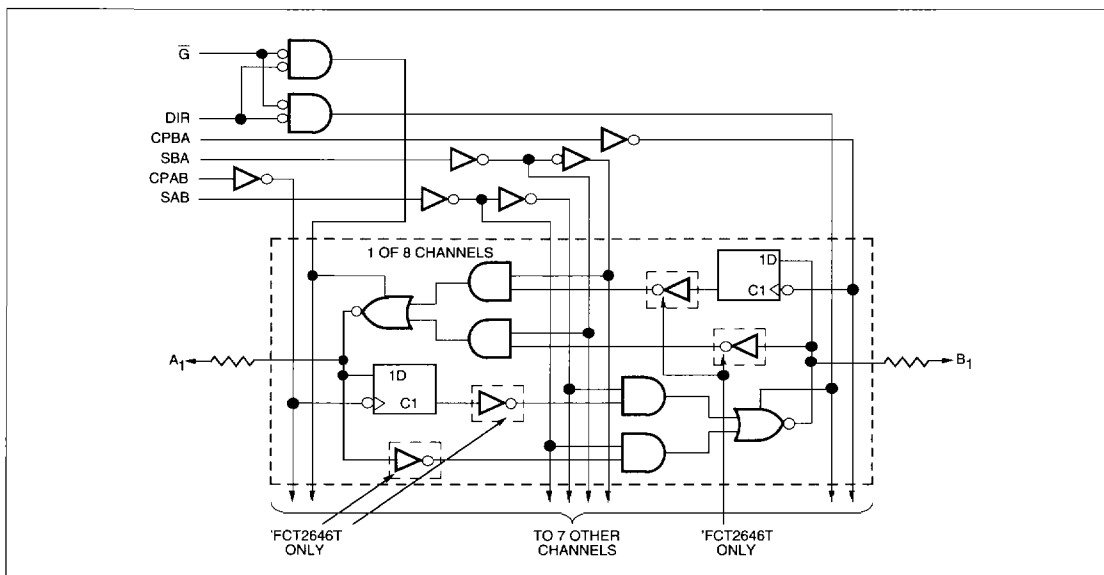 G̅
DIR
CPBA
SBA
CPAB
SAB
1 OF 8 CHANNELS
1D
C1
A1
B1
1D
C1
'FCT2646T
ONLY
TO 7 OTHER
CHANNELS
'FCT2646T
ONLY